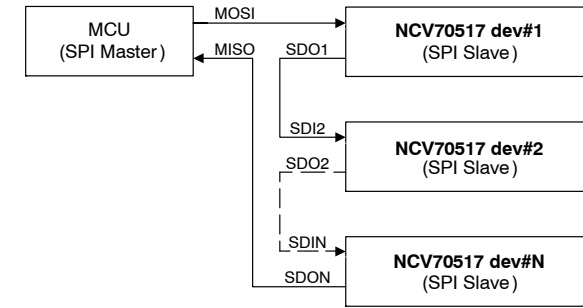 MOSI
MCU
(SPI Master)
MISO
NCV70517 dev#1
(SPI Slave)
SDO1
SDI2
NCV70517 dev#2
(SPI Slave)
SDO2
SDIN
NCV70517 dev#N
(SPI Slave)
SDON